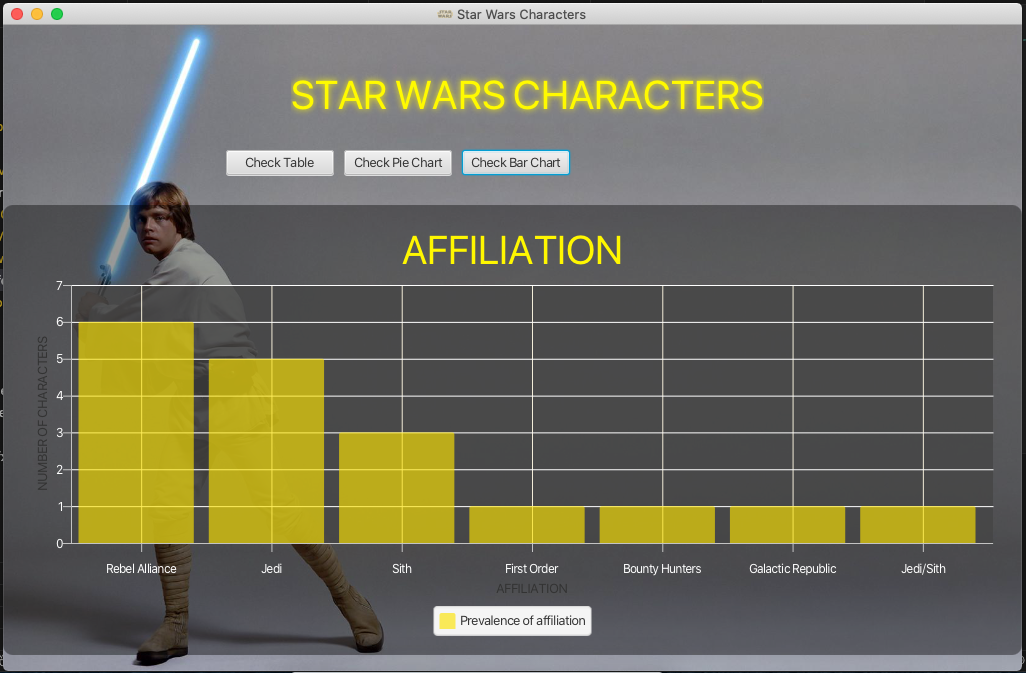 Star Wars Characters
STAR WARS CHARACTERS
Check Table
Check Pie Chart
Check Bar Chart
AFFILIATION
NUMBER OF CHARACTERS
7
6
5
4
3
2
1
0
Rebel Alliance Jedi Sith First Order Bounty Hunters Galactic Republic Jedi/Sith
AFFILIATION
Prevalence of affiliation